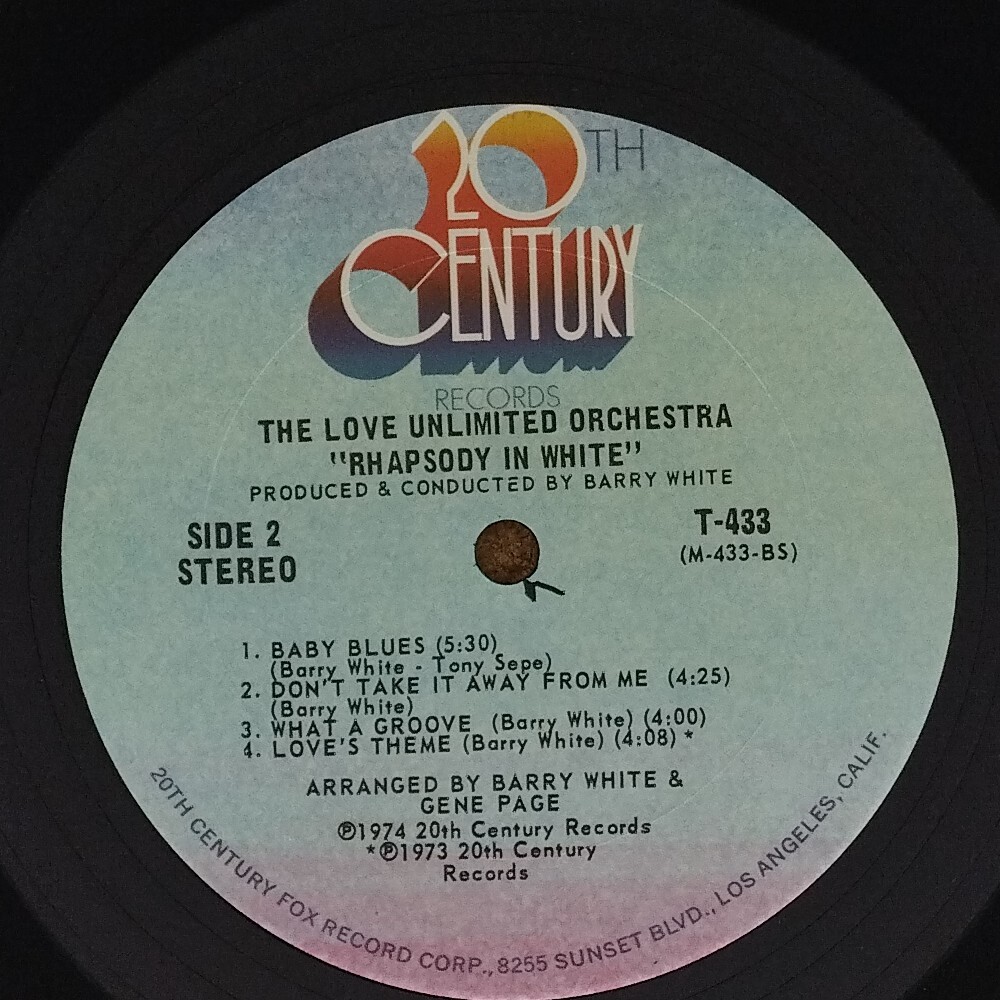 20TH
CENTURY
RECORDS
THE LOVE UNLIMITED ORCHESTRA
"RHAPSODY IN WHITE"
PRODUCED & CONDUCTED BY BARRY WHITE
SIDE 2
STEREO
T-433
(M-433-BS)
1. BABY BLUES (5:30)
(Barry White - Tony Sepe)
2. DON'T TAKE IT AWAY FROM ME (4:25)
(Barry White)
3. WHAT A GROOVE (Barry White) (4:00)
4. LOVE'S THEME (Barry White) (4:08) *
ARRANGED BY BARRY WHITE &
GENE PAGE
℗1974 20th Century Records
*℗1973 20th Century
Records
20TH CENTURY FOX RECORD CORP., 8255 SUNSET BLVD., LOS ANGELES, CALIF.